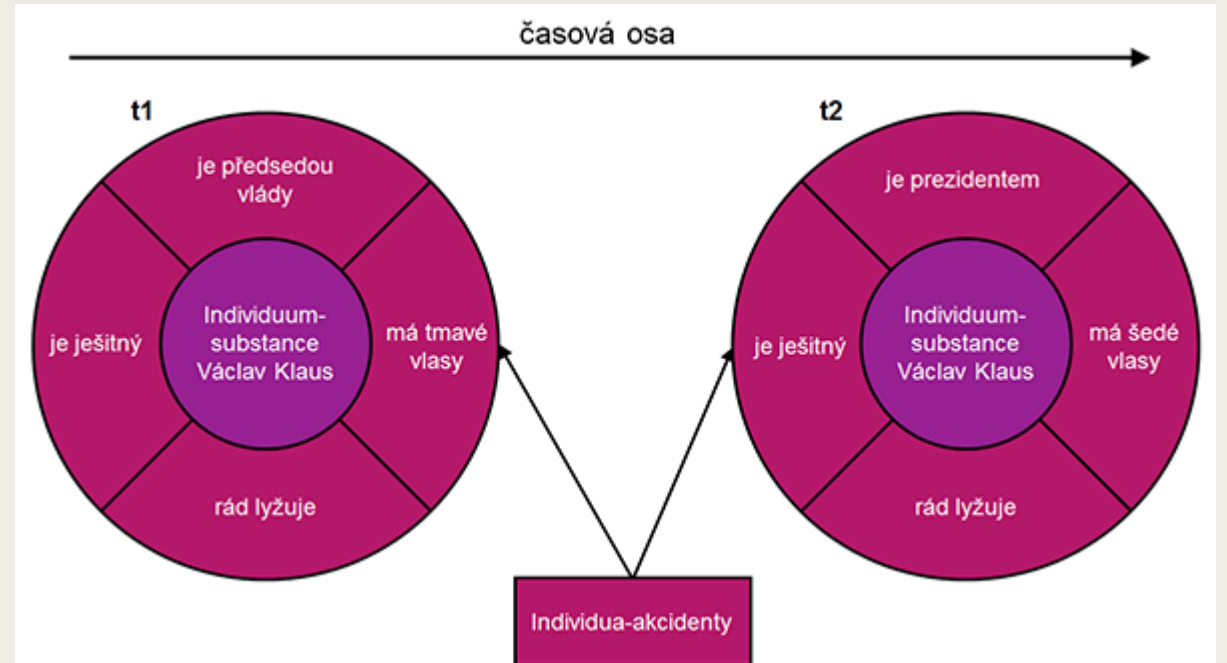 časová osa
t1
je předsedou
vlády
je ješitný
Individuum-
substance
Václav Klaus
má tmavé
vlasy
rád lyžuje
t2
je prezidentem
je ješitný
Individuum-
substance
Václav Klaus
má šedé
vlasy
rád lyžuje
Individua-akcidenty